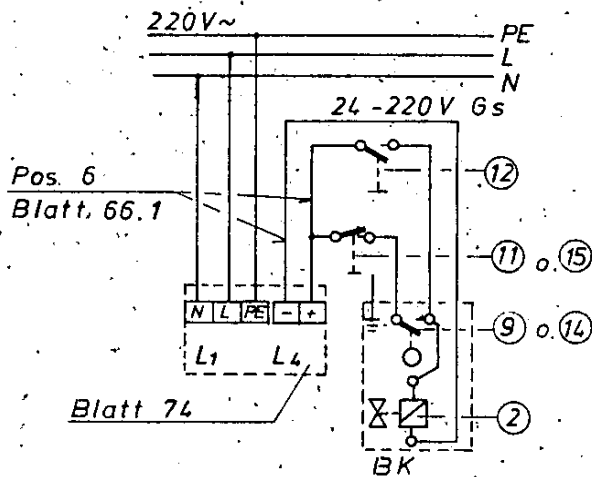 220V~
PE
L
N
24-220V Gs
Pos. 6
Blatt. 66.1
12
11 o. 15
N L PE - +
9 o. 14
L1 L4
Blatt 74
2
BK